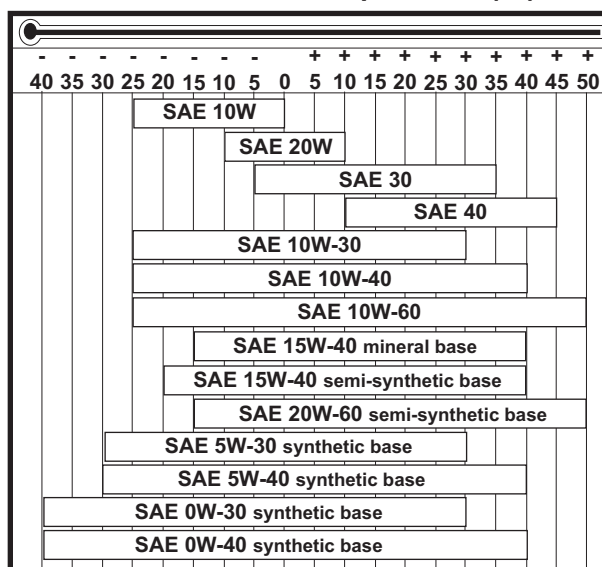 - - - - - - - - + + + + + + + + + +
40 35 30 25 20 15 10 5 0 5 10 15 20 25 30 35 40 45 50
SAE 10W
SAE 20W
SAE 30
SAE 40
SAE 10W-30
SAE 10W-40
SAE 10W-60
SAE 15W-40 mineral base
SAE 15W-40 semi-synthetic base
SAE 20W-60 semi-synthetic base
SAE 5W-30 synthetic base
SAE 5W-40 synthetic base
SAE 0W-30 synthetic base
SAE 0W-40 synthetic base